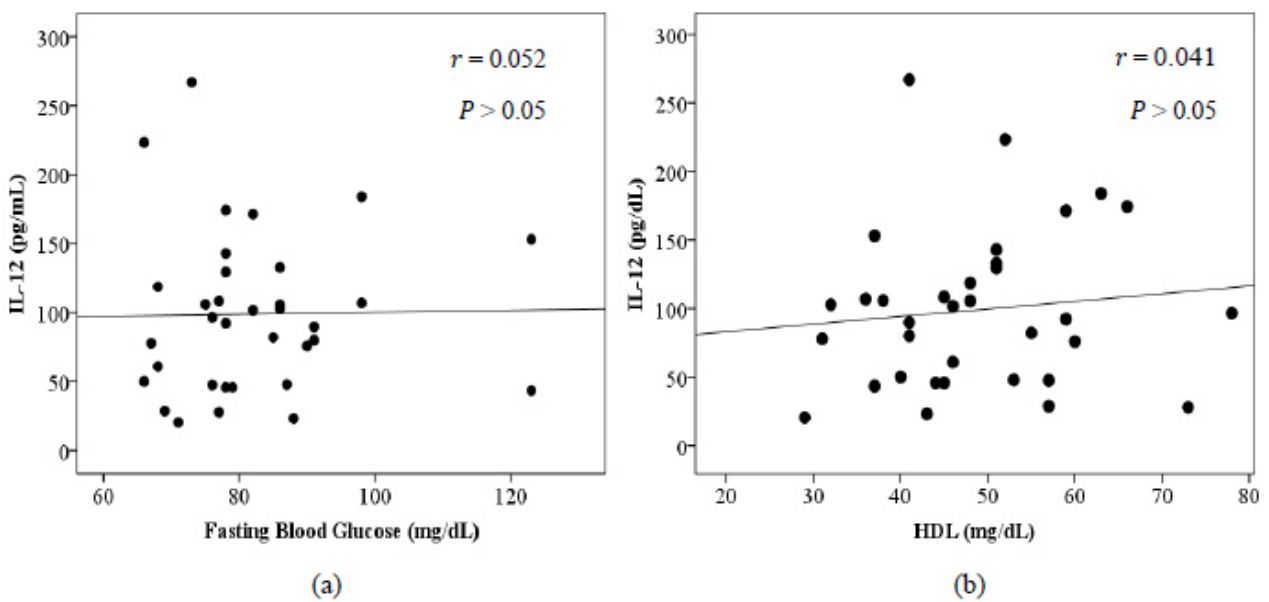 r = 0.052
P > 0.05
300
250
200
150
100
50
0
IL-12 (pg/mL)
60
80
100
120
Fasting Blood Glucose (mg/dL)
(a)
r = 0.041
P > 0.05
300
250
200
150
100
50
0
IL-12 (pg/dL)
20
30
40
50
60
70
80
HDL (mg/dL)
(b)